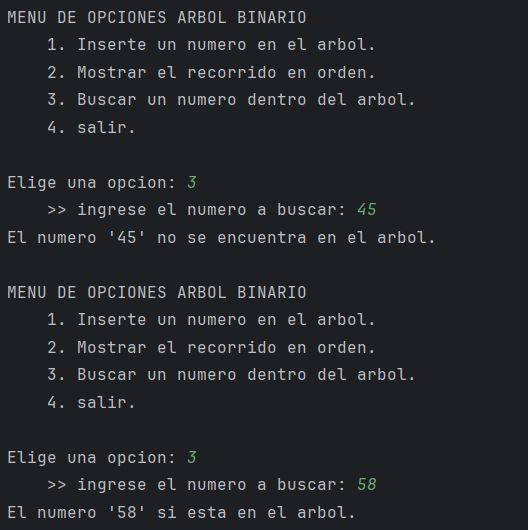 MENU DE OPCIONES ARBOL BINARIO
    1. Inserte un numero en el arbol.
    2. Mostrar el recorrido en orden.
    3. Buscar un numero dentro del arbol.
    4. salir.

Elige una opcion: 3
    >> ingrese el numero a buscar: 45
El numero '45' no se encuentra en el arbol.

MENU DE OPCIONES ARBOL BINARIO
    1. Inserte un numero en el arbol.
    2. Mostrar el recorrido en orden.
    3. Buscar un numero dentro del arbol.
    4. salir.

Elige una opcion: 3
    >> ingrese el numero a buscar: 58
El numero '58' si esta en el arbol.